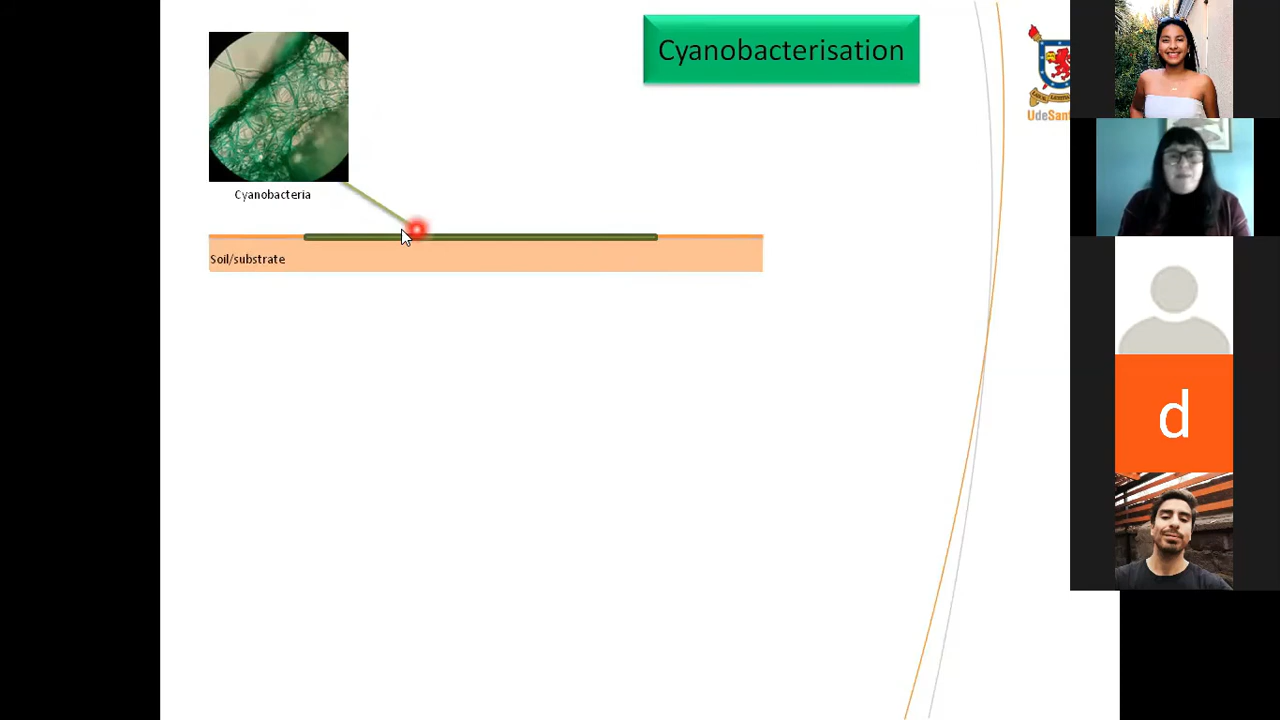 Cyanobacterisation
Cyanobacteria
Soil/substrate
UdeSant
d